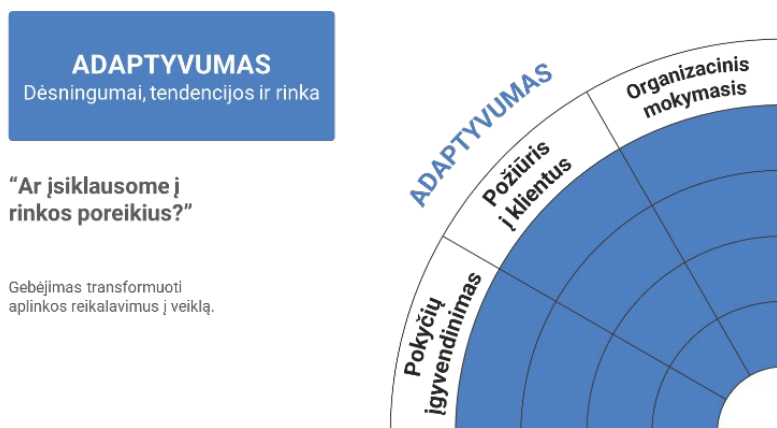 ADAPTYVUMAS
Dėsningumai, tendencijos ir rinka
“Ar įsiklausome į
rinkos poreikius?”
Gebėjimas transformuoti
aplinkos reikalavimus į veiklą.
ADAPTYVUMAS
Organizacinis
mokymasis
Požiūris
į klientus
Pokyčių
įgyvendinimas